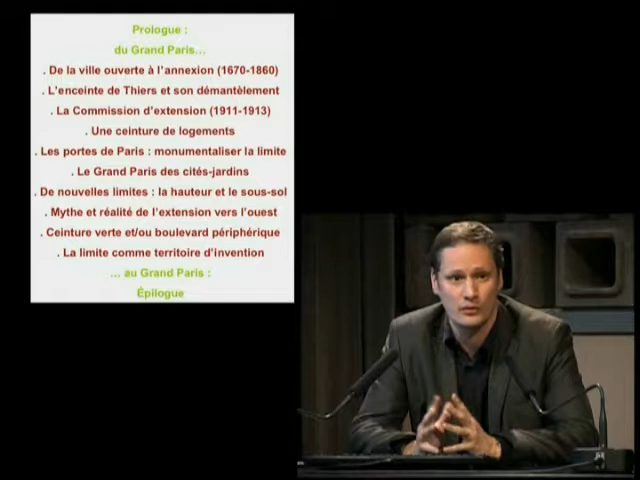 Prologue :
du Grand Paris...
. De la ville ouverte à l'annexion (1670-1860)
. L'enceinte de Thiers et son démantèlement
. La Commission d'extension (1911-1913)
. Une ceinture de logements
. Les portes de Paris : monumentaliser la limite
. Le Grand Paris des cités-jardins
. De nouvelles limites : la hauteur et le sous-sol
. Mythe et réalité de l'extension vers l'ouest
. Ceinture verte et/ou boulevard périphérique
. La limite comme territoire d'invention
... au Grand Paris :
Épilogue